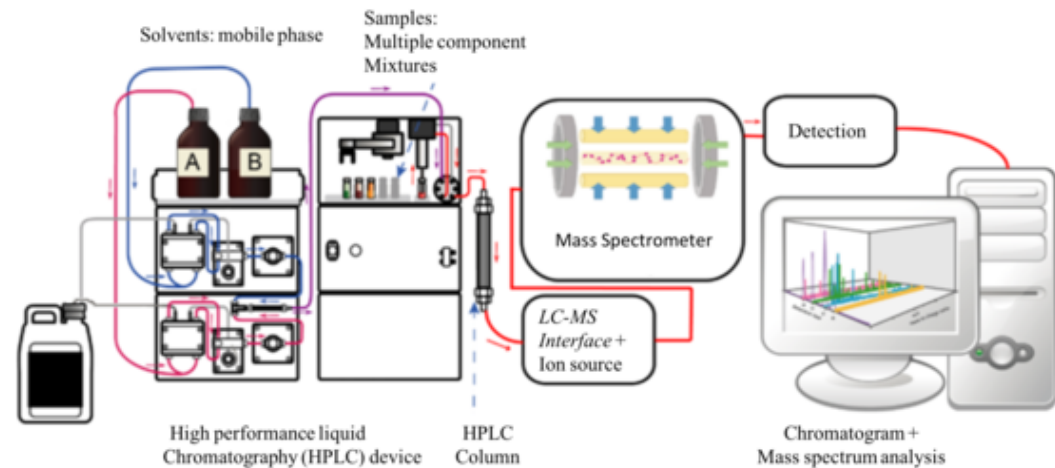 Solvents: mobile phase
Samples:
Multiple component
Mixtures
A
B
Mass Spectrometer
Detection
LC-MS
Interface +
Ion source
High performance liquid
Chromatography (HPLC) device
HPLC
Column
Chromatogram +
Mass spectrum analysis